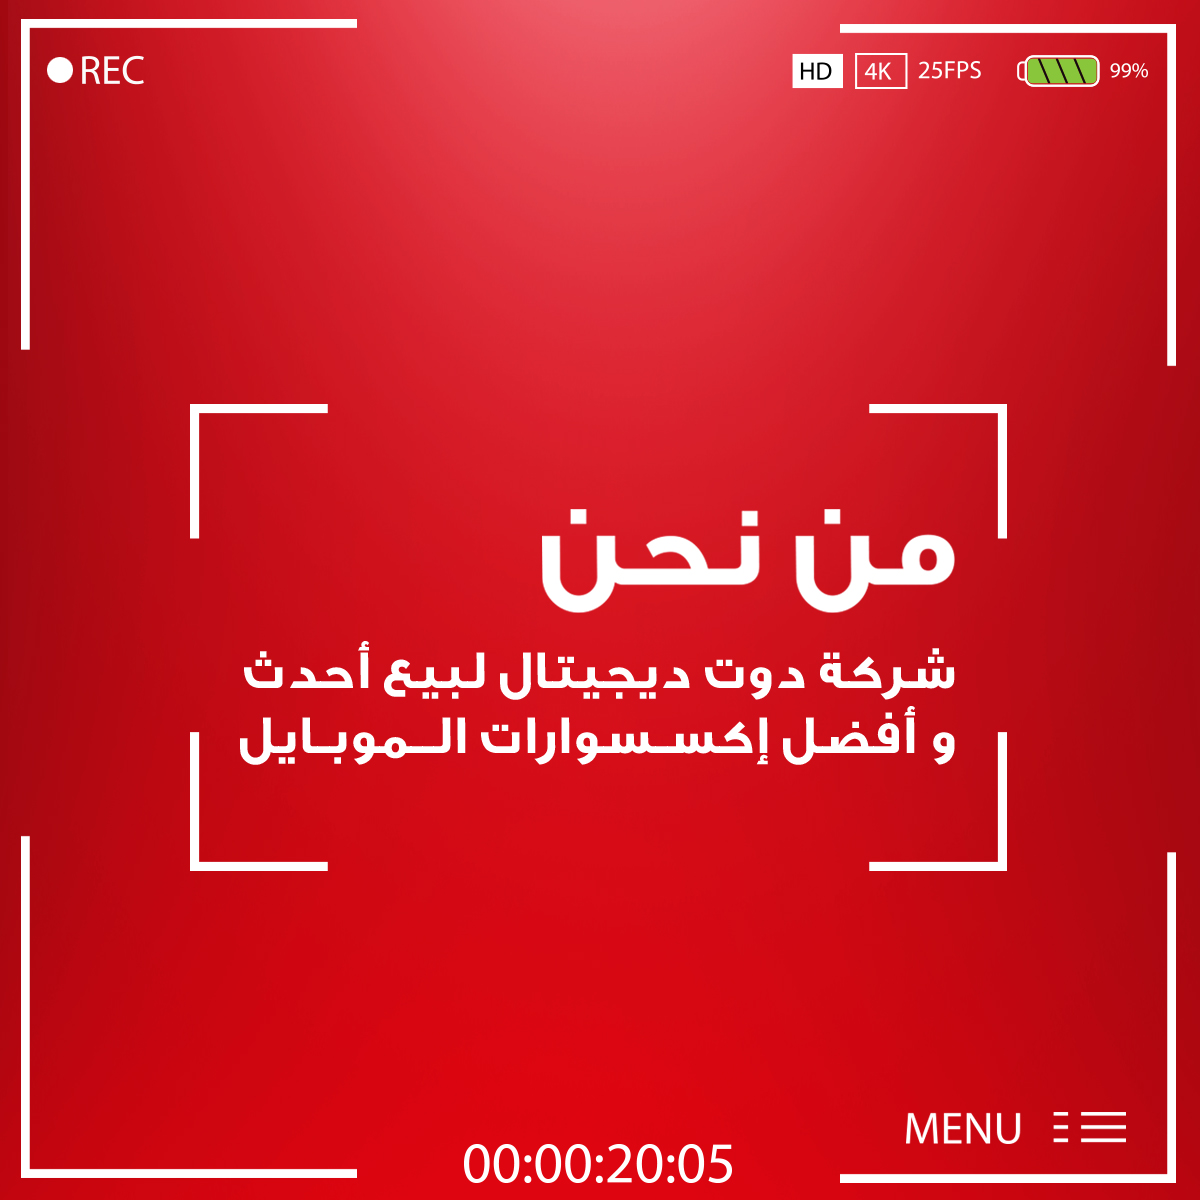 REC
HD 4K 25FPS 99%
من نحن
شركة دوت ديجيتال لبيع أحدث
و أفضل إكسسوارات الموبايل
MENU
00:00:20:05